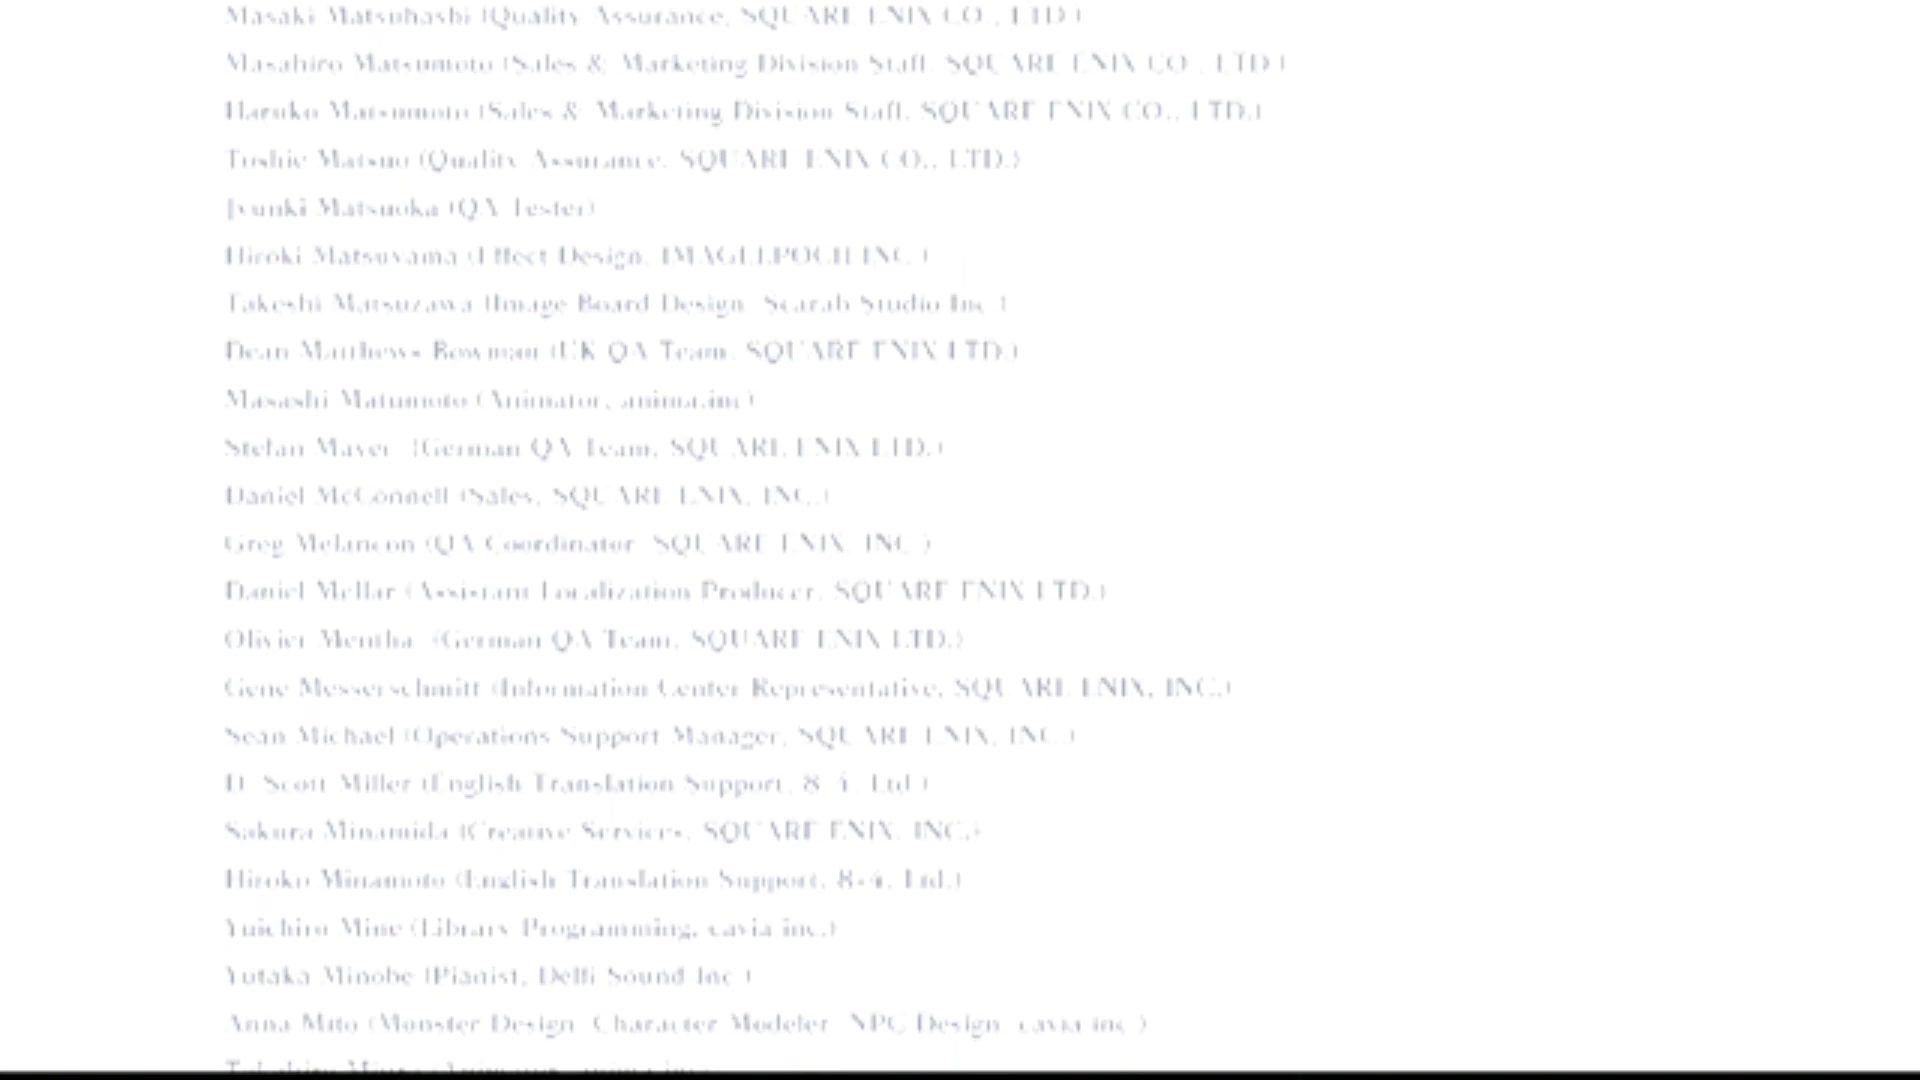 Masaki Matsuhashi (Quality Assurance, SQUARE ENIX CO., LTD.)
Masahiro Matsumoto (Sales & Marketing Division Staff, SQUARE ENIX CO., LTD.)
Haruko Matsumoto (Sales & Marketing Division Staff, SQUARE ENIX CO., LTD.)
Toshie Matsuo (Quality Assurance, SQUARE ENIX CO., LTD.)
Jyunki Matsuoka (QA Tester)
Hiroki Matsuyama (Effect Design, IMAGEEPOCH INC.)
Takeshi Matsuzawa (Image Board Design, Scarab Studio Inc.)
Dean Matthews Bowman (UK QA Team, SQUARE ENIX LTD.)
Masashi Matumoto (Animator, anima.inc)
Stefan Mayer (German QA Team, SQUARE ENIX LTD.)
Daniel McConnell (Sales, SQUARE ENIX, INC.)
Greg Melancon (QA Coordinator, SQUARE ENIX, INC.)
Daniel Mellar (Assistant Localization Producer, SQUARE ENIX LTD.)
Olivier Mentha (German QA Team, SQUARE ENIX LTD.)
Gene Messerschmitt (Information Center Representative, SQUARE ENIX, INC.)
Sean Michael (Operations Support Manager, SQUARE ENIX, INC.)
D. Scott Miller (English Translation Support, 8-4, Ltd.)
Sakura Minamida (Creative Services, SQUARE ENIX, INC.)
Hiroko Minamoto (English Translation Support, 8-4, Ltd.)
Yuichiro Mine (Library Programming, cavia inc.)
Yutaka Minobe (Pianist, Delfi Sound Inc.)
Anna Mito (Monster Design, Character Modeler, NPC Design, cavia inc.)